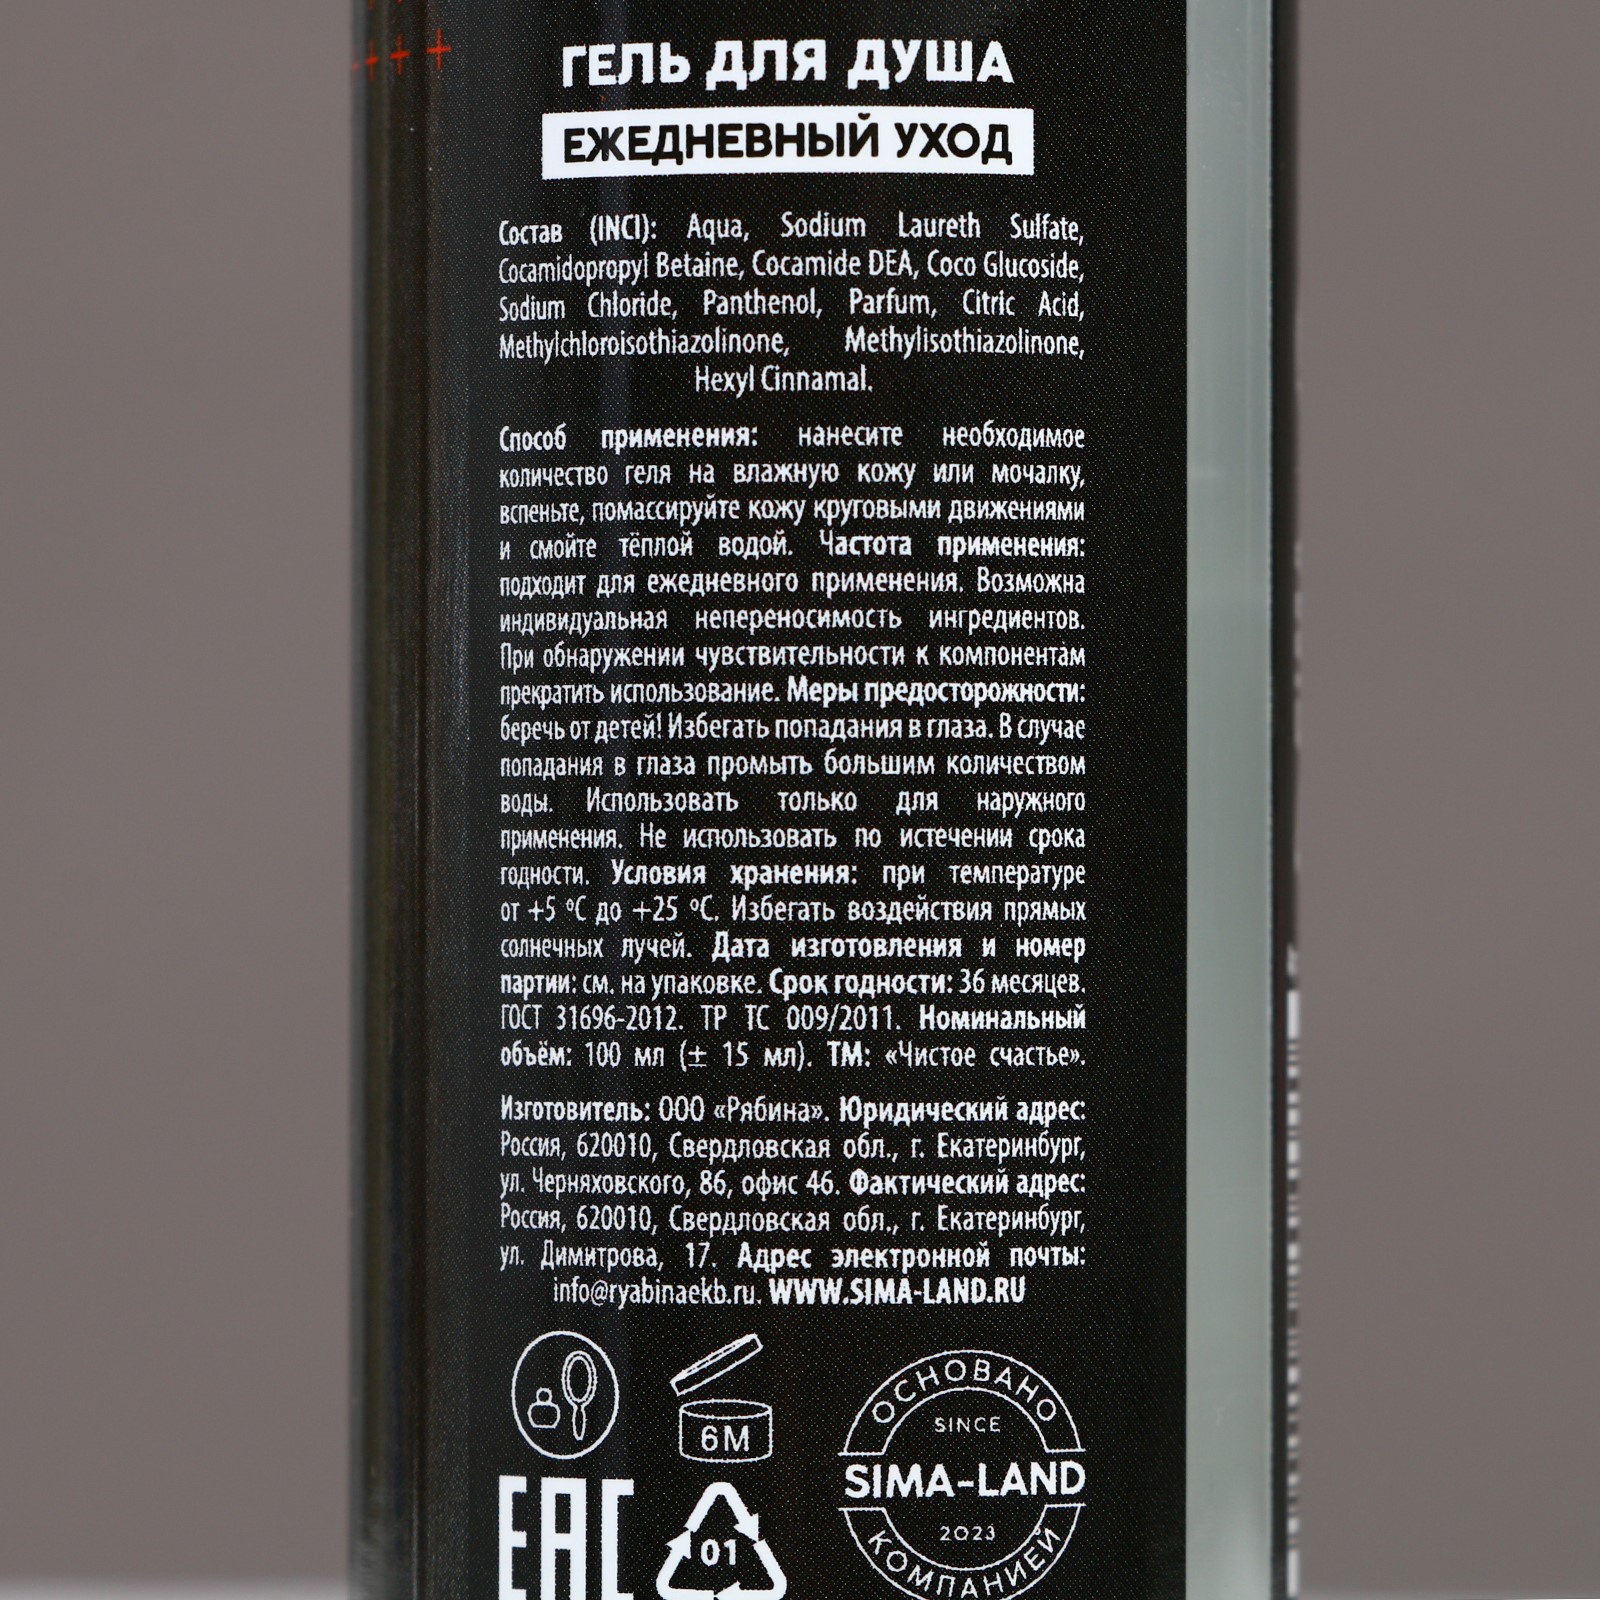 ГЕЛЬ ДЛЯ ДУША
ЕЖЕДНЕВНЫЙ УХОД
Состав (INCI): Aqua, Sodium Laureth Sulfate,
Cocamidopropyl Betaine, Cocamide DEA, Coco Glucoside,
Sodium Chloride, Panthenol, Parfum, Citric Acid,
Methylchloroisothiazolinone, Methylisothiazolinone,
Hexyl Cinnamal.
Способ применения: нанесите необходимое
количество геля на влажную кожу или мочалку,
вспеньте, помассируйте кожу круговыми движениями
и смойте тёплой водой. Частота применения:
подходит для ежедневного применения. Возможна
индивидуальная непереносимость ингредиентов.
При обнаружении чувствительности к компонентам
прекратить использование. Меры предосторожности:
беречь от детей! Избегать попадания в глаза. В случае
попадания в глаза промыть большим количеством
воды. Использовать только для наружного
применения. Не использовать по истечении срока
годности. Условия хранения: при температуре
от +5 ºC до +25 ºC. Избегать воздействия прямых
солнечных лучей. Дата изготовления и номер
партии: см. на упаковке. Срок годности: 36 месяцев.
ГОСТ 31696-2012. ТР ТС 009/2011. Номинальный
объём: 100 мл (± 15 мл). ТМ: «Чистое счастье».
Изготовитель: ООО «Рябина». Юридический адрес:
Россия, 620010, Свердловская обл., г. Екатеринбург,
ул. Черняховского, 86, офис 46. Фактический адрес:
Россия, 620010, Свердловская обл., г. Екатеринбург,
ул. Димитрова, 17. Адрес электронной почты:
info@ryabinaekb.ru. WWW.SIMA-LAND.RU
6M
ОСНОВАНО
SINCE
SIMA-LAND
2023
КОМПАНИЕЙ
EAC
01